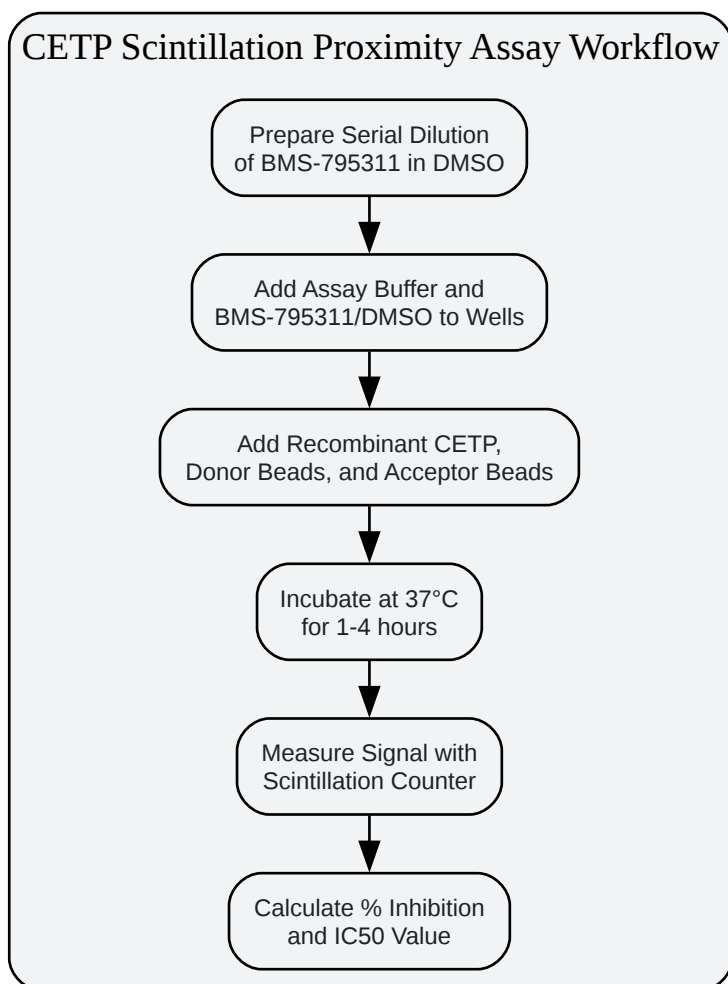 CETP Scintillation Proximity Assay Workflow
Prepare Serial Dilution
of BMS-795311 in DMSO
Add Assay Buffer and
BMS-795311/DMSO to Wells
Add Recombinant CETP,
Donor Beads, and Acceptor Beads
Incubate at 37°C
for 1-4 hours
Measure Signal with
Scintillation Counter
Calculate % Inhibition
and IC50 Value